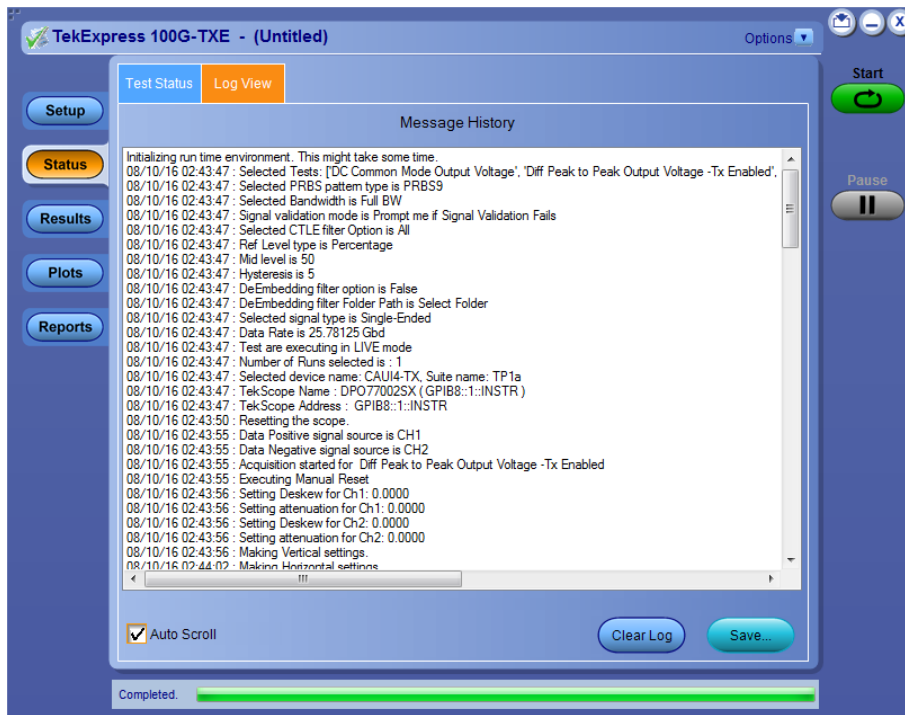 TekExpress 100G-TXE - (Untitled)
Options
Start
Pause
Setup
Status
Results
Plots
Reports
Test Status
Log View
Message History
Initializing run time environment. This might take some time.
08/10/16 02:43:47 : Selected Tests: ['DC Common Mode Output Voltage', 'Diff Peak to Peak Output Voltage -Tx Enabled',
08/10/16 02:43:47 : Selected PRBS pattern type is PRBS9
08/10/16 02:43:47 : Selected Bandwidth is Full BW
08/10/16 02:43:47 : Signal validation mode is Prompt me if Signal Validation Fails
08/10/16 02:43:47 : Selected CTLE filter Option is All
08/10/16 02:43:47 : Ref Level type is Percentage
08/10/16 02:43:47 : Mid level is 50
08/10/16 02:43:47 : Hysteresis is 5
08/10/16 02:43:47 : DeEmbedding filter option is False
08/10/16 02:43:47 : DeEmbedding filter Folder Path is Select Folder
08/10/16 02:43:47 : Selected signal type is Single-Ended
08/10/16 02:43:47 : Data Rate is 25.78125 Gbd
08/10/16 02:43:47 : Test are executing in LIVE mode
08/10/16 02:43:47 : Number of Runs selected is : 1
08/10/16 02:43:47 : Selected device name: CAUI4-TX, Suite name: TP1a
08/10/16 02:43:47 : TekScope Name : DPO77002SX ( GPIB8::1::INSTR )
08/10/16 02:43:47 : TekScope Address : GPIB8::1::INSTR
08/10/16 02:43:50 : Resetting the scope.
08/10/16 02:43:55 : Data Positive signal source is CH1
08/10/16 02:43:55 : Data Negative signal source is CH2
08/10/16 02:43:55 : Acquisition started for Diff Peak to Peak Output Voltage -Tx Enabled
08/10/16 02:43:55 : Executing Manual Reset
08/10/16 02:43:56 : Setting Deskew for Ch1: 0.0000
08/10/16 02:43:56 : Setting attenuation for Ch1: 0.0000
08/10/16 02:43:56 : Setting Deskew for Ch2: 0.0000
08/10/16 02:43:56 : Setting attenuation for Ch2: 0.0000
08/10/16 02:43:56 : Making Vertical settings.
08/10/16 02:44:02 : Making Horizontal settings
Auto Scroll
Clear Log
Save...
Completed.